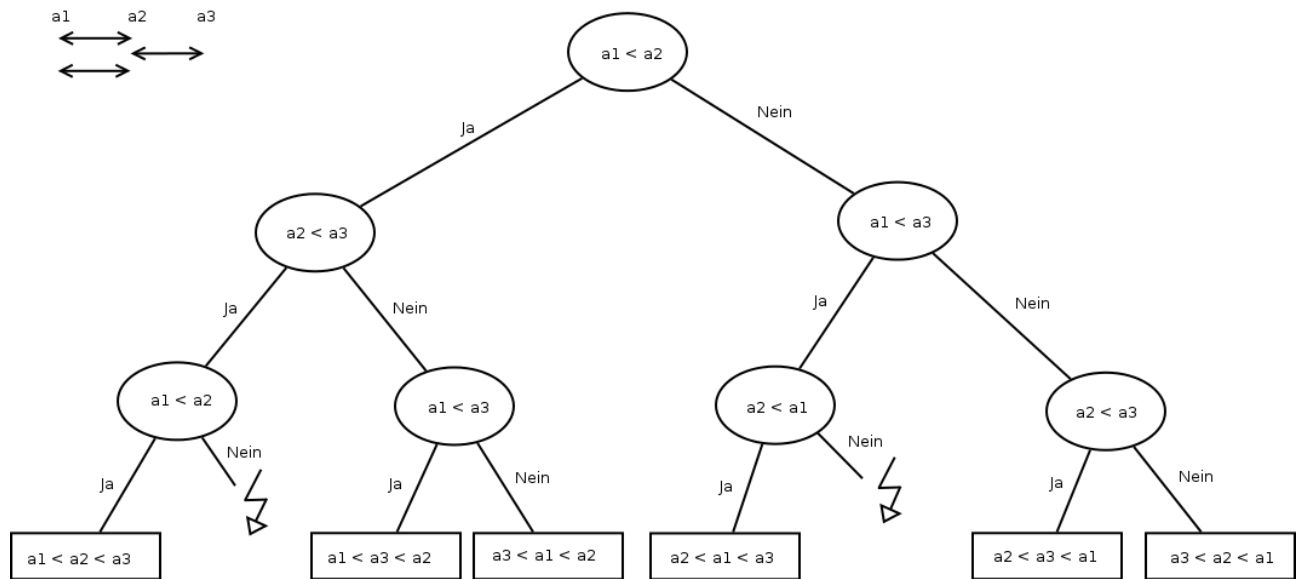 a1 a2 a3
a1 < a2
Ja Nein
a2 < a3 a1 < a3
Ja Nein Ja Nein
a1 < a2 a1 < a3 a2 < a1 a2 < a3
Ja Nein Ja Nein Ja Nein Ja Nein
a1 < a2 < a3 a1 < a3 < a2 a3 < a1 < a2 a2 < a1 < a3 a2 < a3 < a1 a3 < a2 < a1